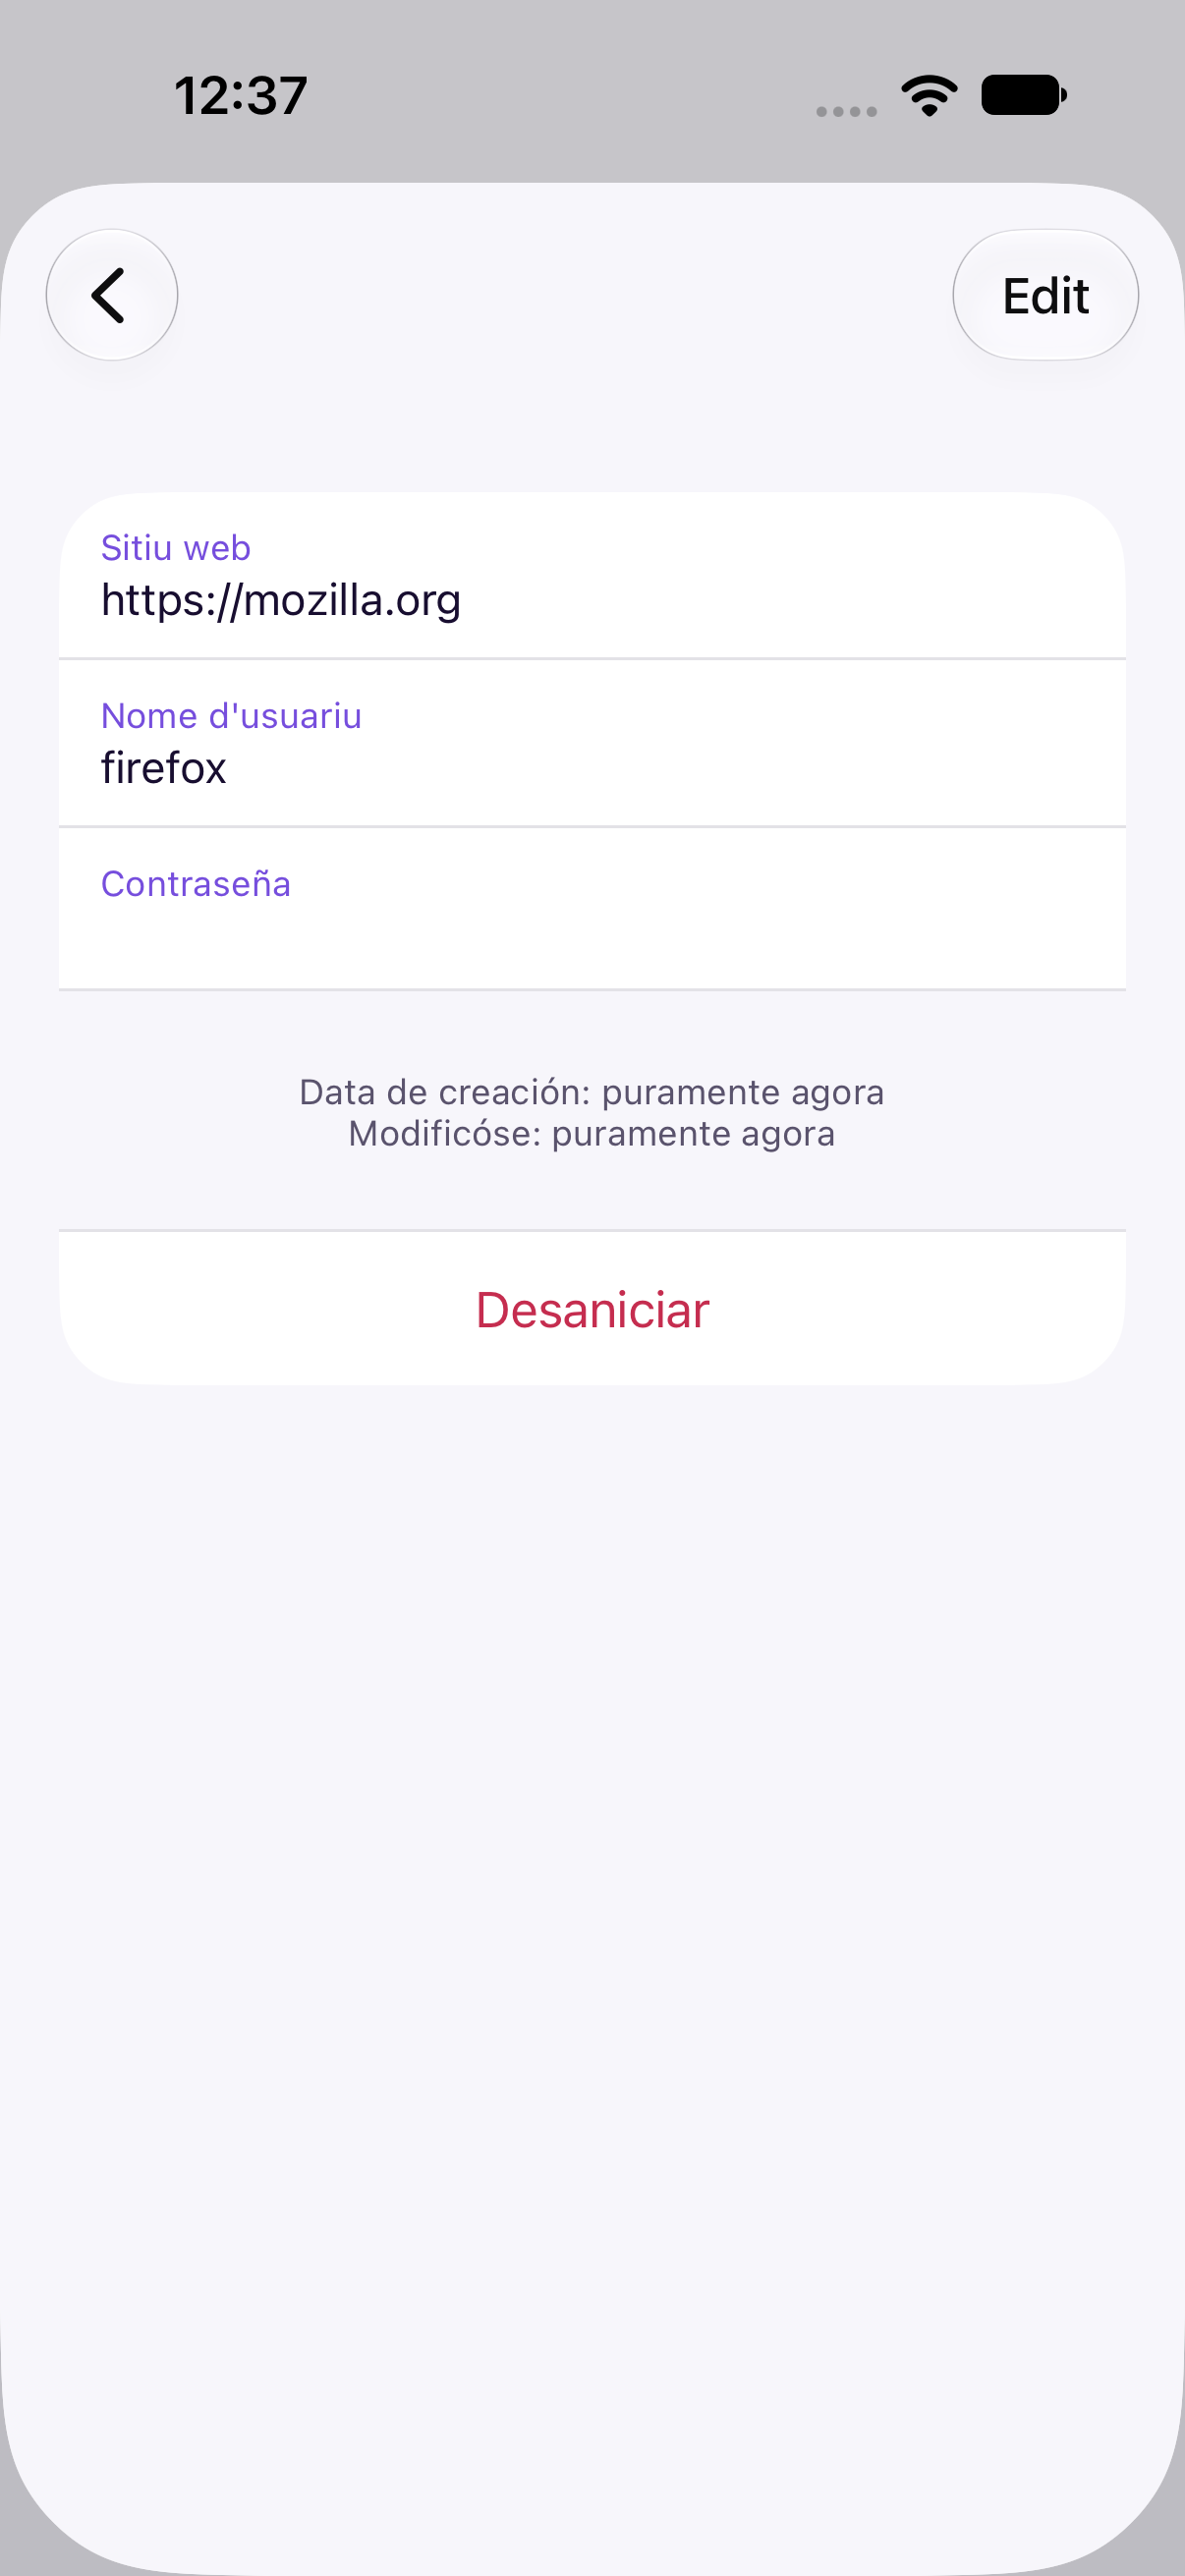 12:37
Edit
Sitiu web
https://mozilla.org
Nome d'usuariu
firefox
Contraseña
Data de creación: puramente agora
Modificóse: puramente agora
Desaniciar